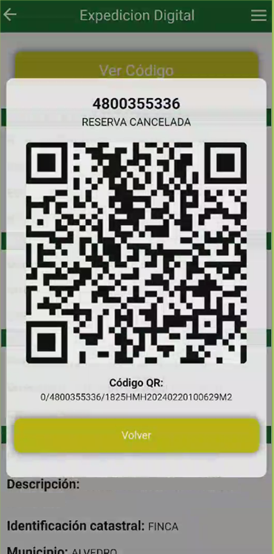 Expedicion Digital
Ver Código
4800355336
RESERVA CANCELADA
Código QR:
0/4800355336/1825HMH20240220100629M2
Volver
Descripción:
Identificación catastral: FINCA
Municipio: ALVEDRO